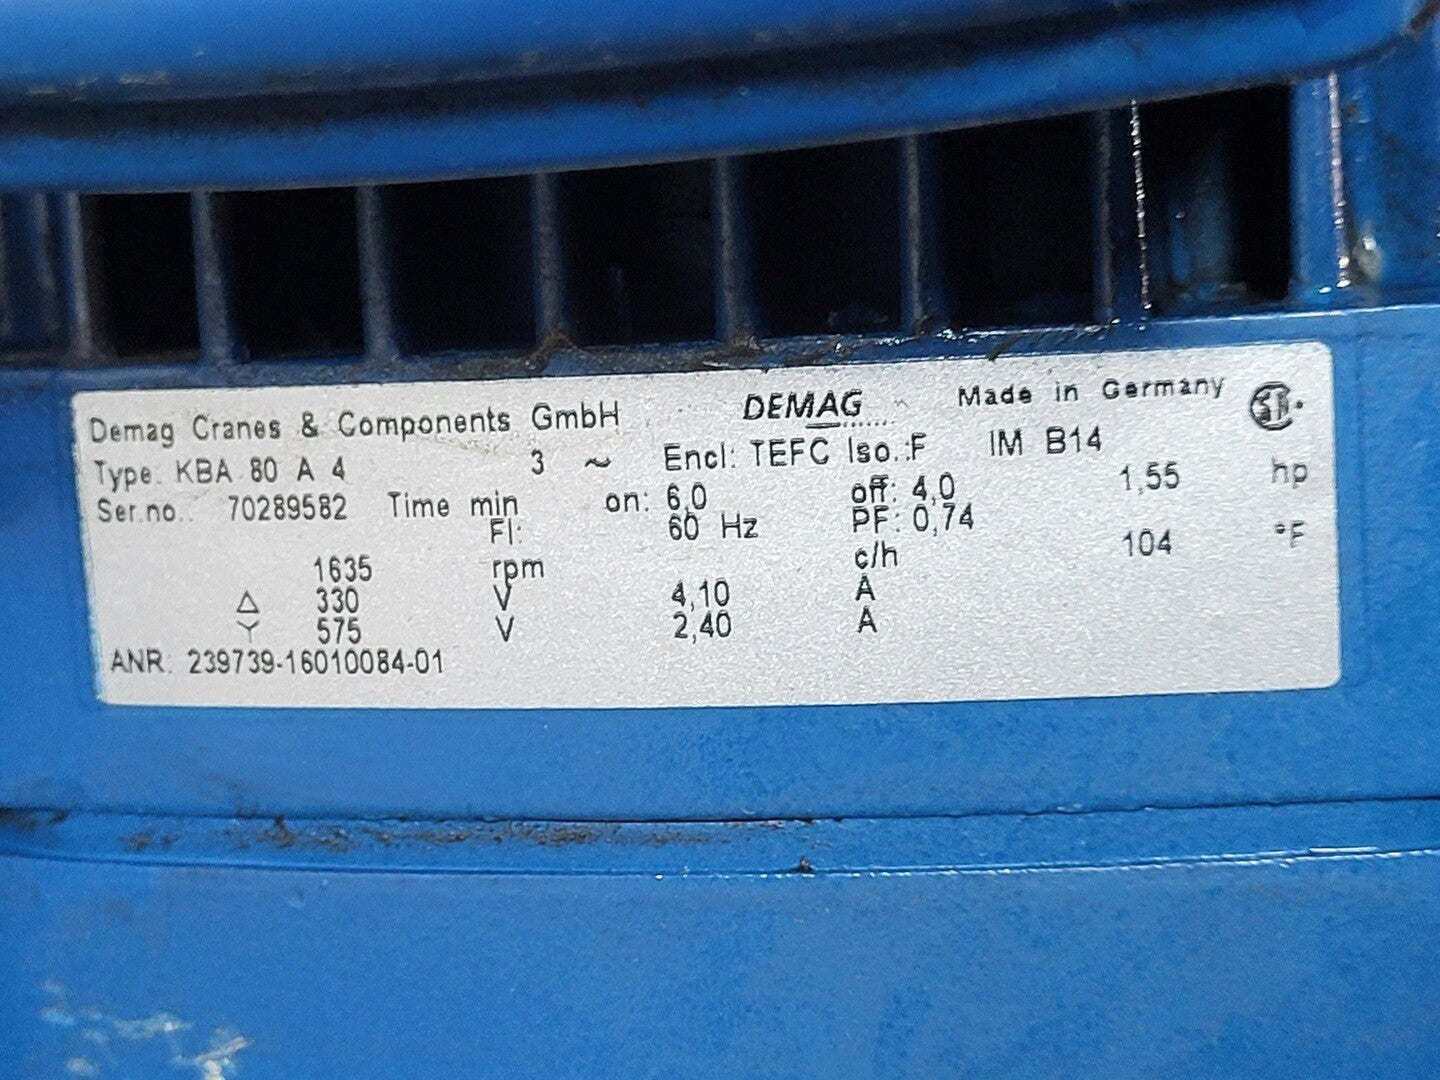 Demag Cranes & Components GmbH DEMAG Made in Germany
Type: KBA 80 A 4 3 ~ Encl: TEFC Iso.:F IM B14
Ser.no.: 70289582 Time min on: 6,0 off: 4,0 1,55 hp
FI: 60 Hz PF: 0,74
1635 rpm c/h 104 °F
△ 330 V 4,10 A
Y 575 V 2,40 A
ANR: 239739-16010084-01